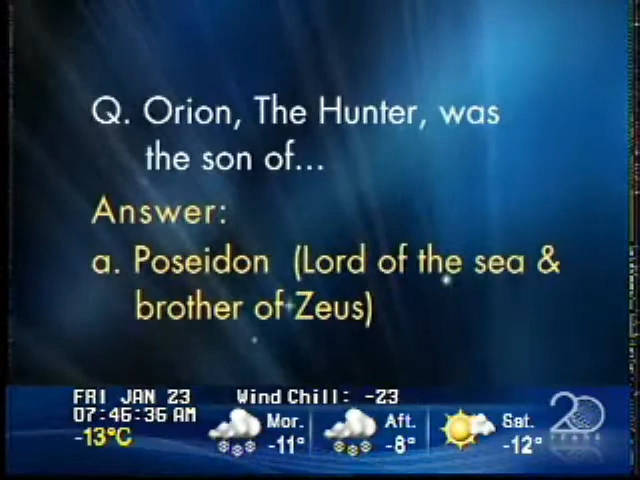 Q. Orion, The Hunter, was
the son of...
Answer:
a. Poseidon (Lord of the sea &
brother of Zeus)
FRI JAN 23 Wind Chill: -23
07:46:36 AM
-13°C
Mor.
-11°
Aft.
-8°
Sat.
-12°
20
YEARS